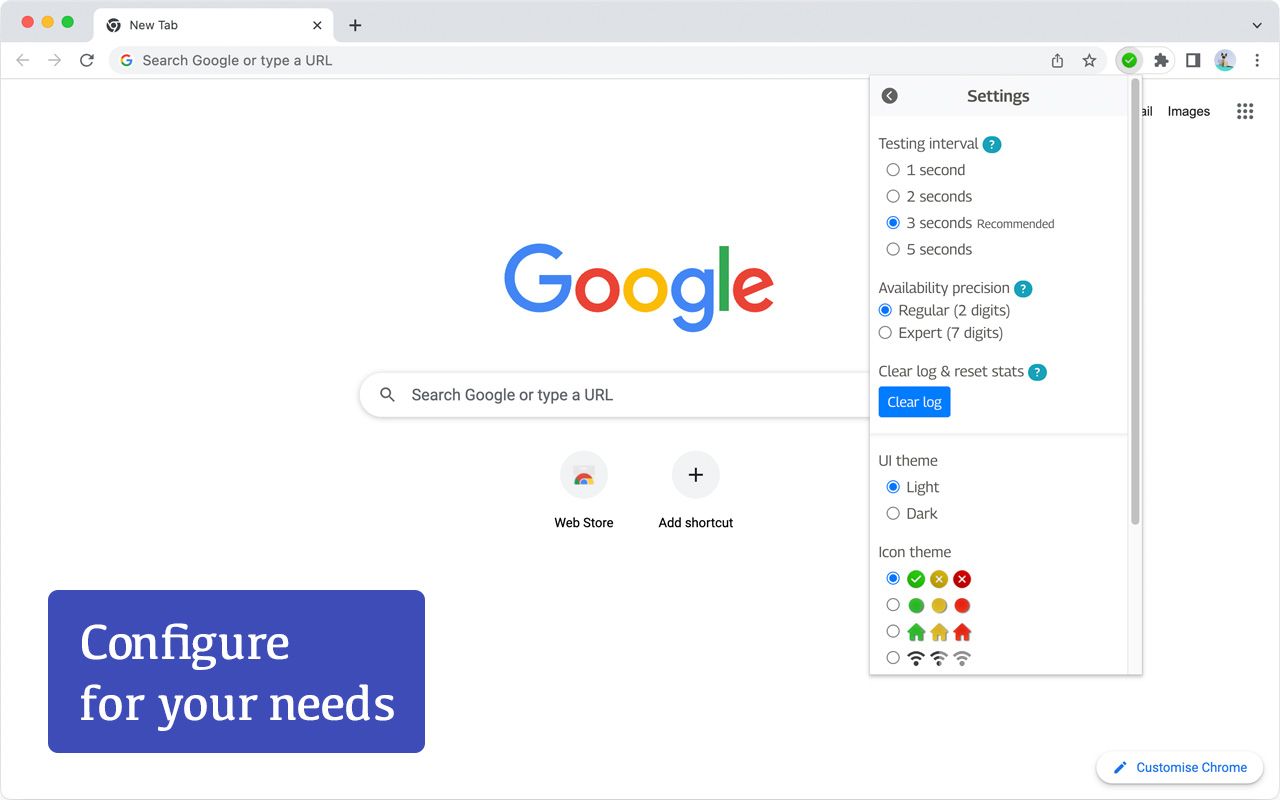 New Tab
Search Google or type a URL
Settings
ail Images
Testing interval ?
1 second
2 seconds
3 seconds Recommended
5 seconds
Availability precision ?
Regular (2 digits)
Expert (7 digits)
Clear log & reset stats ?
Clear log
UI theme
Light
Dark
Icon theme
Google
Search Google or type a URL
Web Store
Add shortcut
Configure
for your needs
Customise Chrome